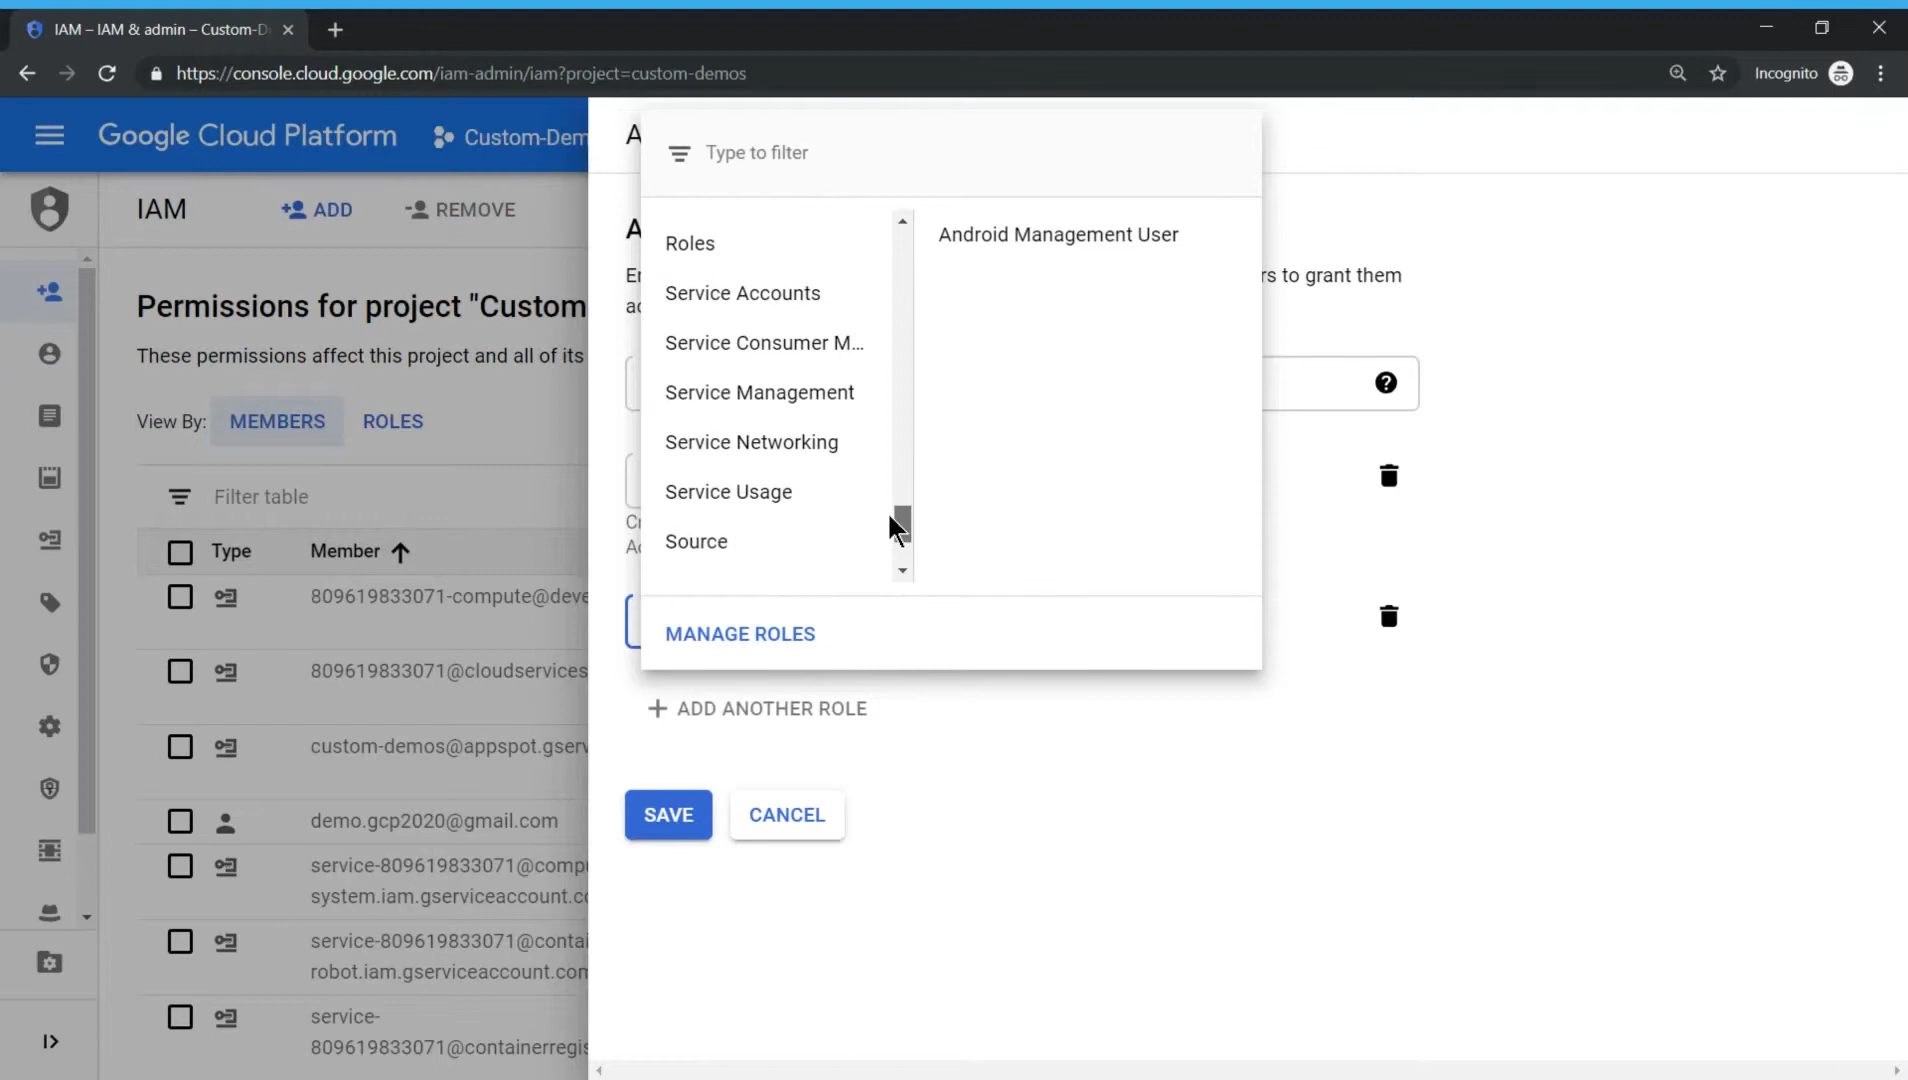 IAM – IAM & admin – Custom-D
https://console.cloud.google.com/iam-admin/iam?project=custom-demos
Incognito
Google Cloud Platform
Custom-Dem
A
Type to filter
IAM
ADD
REMOVE
Roles
Android Management User
A
Service Accounts
En
rs to grant them
ac
Permissions for project "Custom
Service Consumer M...
These permissions affect this project and all of its
Service Management
View By:
MEMBERS
ROLES
Service Networking
Filter table
Service Usage
Cr
Ac
Source
Type
Member
809619833071-compute@deve
MANAGE ROLES
809619833071@cloudservices
ADD ANOTHER ROLE
custom-demos@appspot.gserv
SAVE
CANCEL
demo.gcp2020@gmail.com
service-809619833071@compu
system.iam.gserviceaccount.co
service-809619833071@contai
robot.iam.gserviceaccount.com
service-
809619833071@containerregis